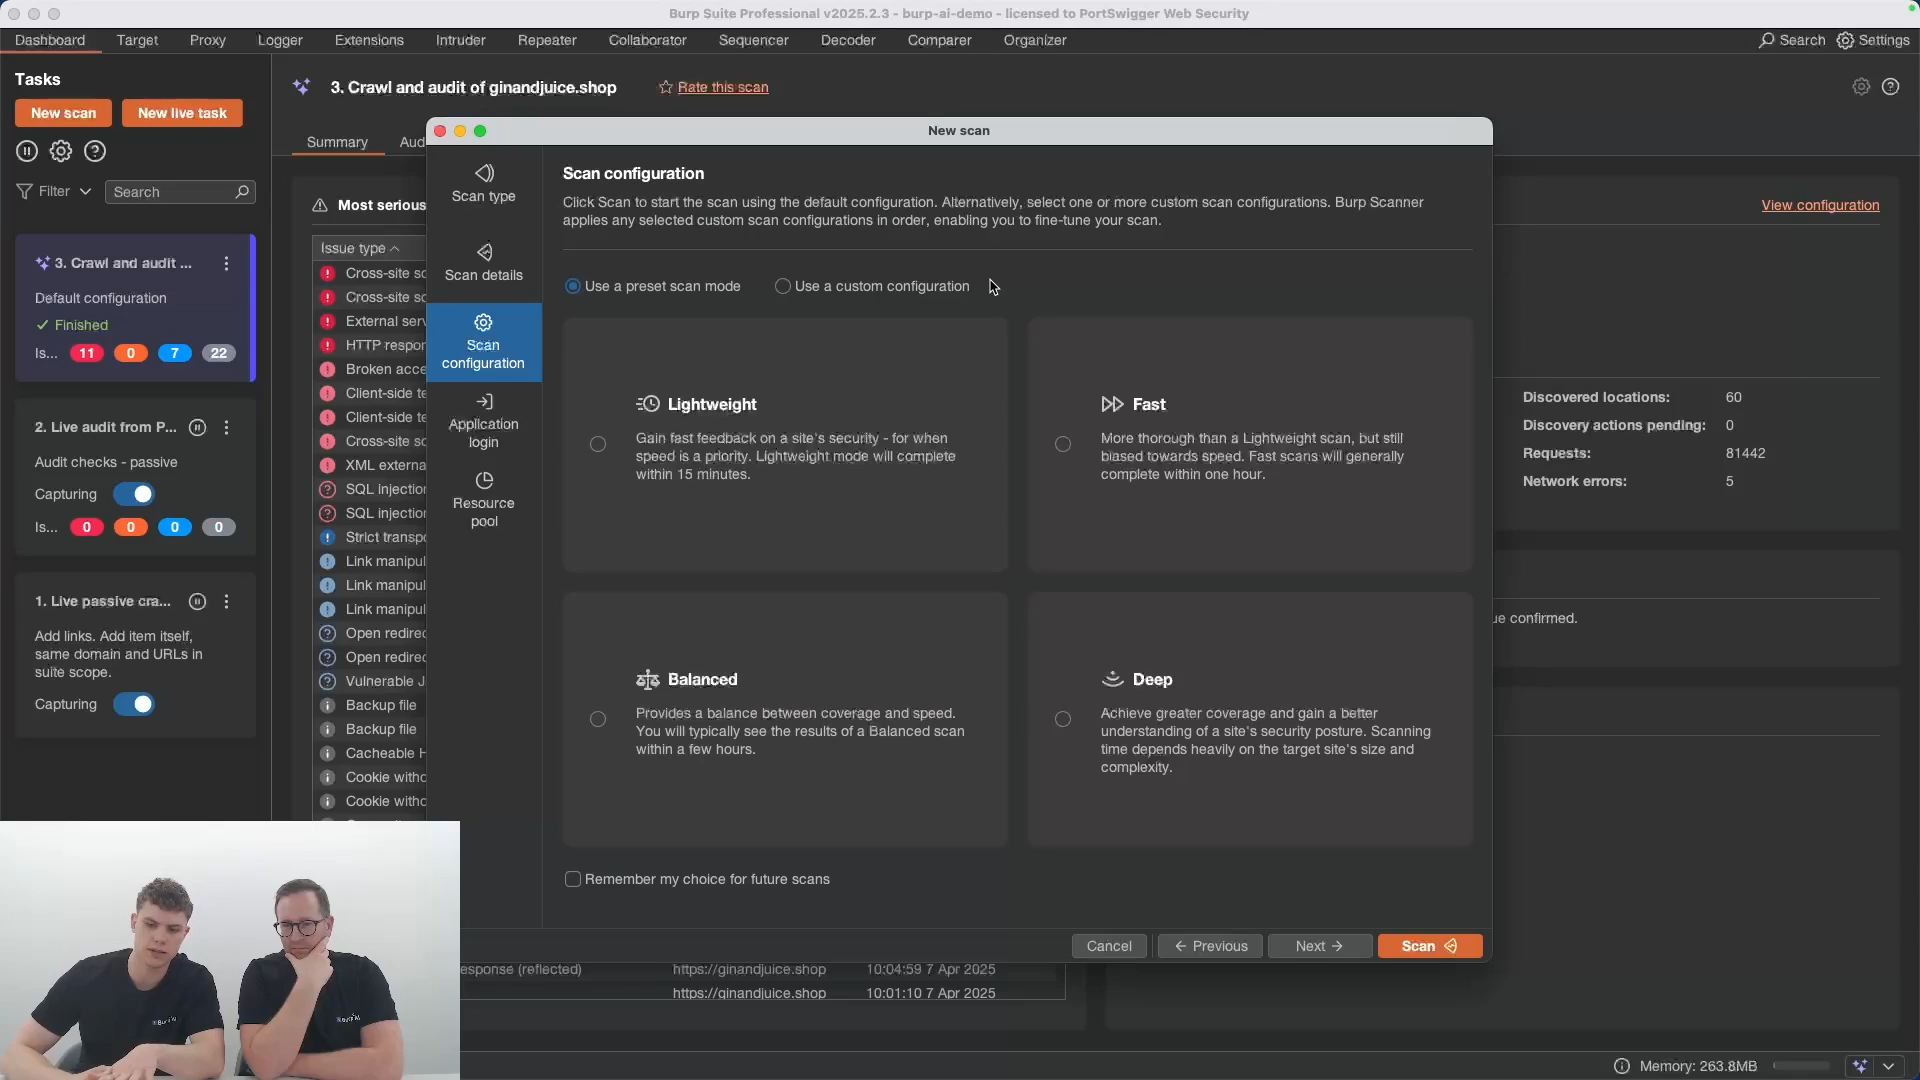 Burp Suite Professional v2025.2.3 - burp-ai-demo - licensed to PortSwigger Web Security
Dashboard Target Proxy Logger Extensions Intruder Repeater Collaborator Sequencer Decoder Comparer Organizer Search Settings
Tasks
New scan New live task
Filter Search
3. Crawl and audit ...
Default configuration
Finished
Is... 11 0 7 22
2. Live audit from P...
Audit checks - passive
Capturing
Is... 0 0 0 0
1. Live passive cra...
Add links. Add item itself,
same domain and URLs in
suite scope.
Capturing
3. Crawl and audit of ginandjuice.shop Rate this scan
Summary Aud
Most serious
Issue type
Cross-site sc
Cross-site sc
External serv
HTTP respon
Broken acce
Client-side te
Client-side te
Cross-site sc
XML externa
SQL injection
SQL injection
Strict transpo
Link manipul
Link manipul
Link manipul
Open redirec
Open redirec
Vulnerable J
Backup file
Backup file
Cacheable H
Cookie witho
Cookie witho
New scan
Scan type
Scan details
Scan
configuration
Application
login
Resource
pool
Scan configuration
Click Scan to start the scan using the default configuration. Alternatively, select one or more custom scan configurations. Burp Scanner
applies any selected custom scan configurations in order, enabling you to fine-tune your scan.
Use a preset scan mode Use a custom configuration
Lightweight
Gain fast feedback on a site's security - for when
speed is a priority. Lightweight mode will complete
within 15 minutes.
Fast
More thorough than a Lightweight scan, but still
biased towards speed. Fast scans will generally
complete within one hour.
Balanced
Provides a balance between coverage and speed.
You will typically see the results of a Balanced scan
within a few hours.
Deep
Achieve greater coverage and gain a better
understanding of a site's security posture. Scanning
time depends heavily on the target site's size and
complexity.
Remember my choice for future scans
Cancel Previous Next Scan
View configuration
Discovered locations: 60
Discovery actions pending: 0
Requests: 81442
Network errors: 5
ue confirmed.
esponse (reflected) https://ginandjuice.shop 10:04:59 7 Apr 2025
https://ginandjuice.shop 10:01:10 7 Apr 2025
Memory: 263.8MB